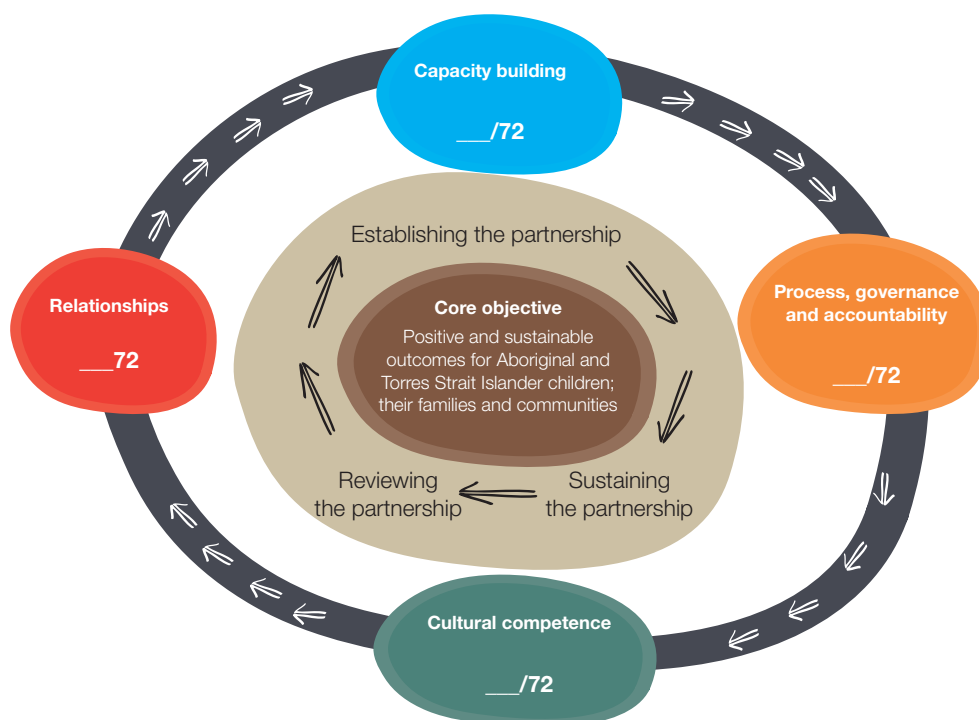 Capacity building
___/72
Establishing the partnership
Relationships
___72
Core objective
Positive and sustainable
outcomes for Aboriginal and
Torres Strait Islander children;
their families and communities
Process, governance
and accountability
___/72
Reviewing
the partnership
Sustaining
the partnership
Cultural competence
___/72